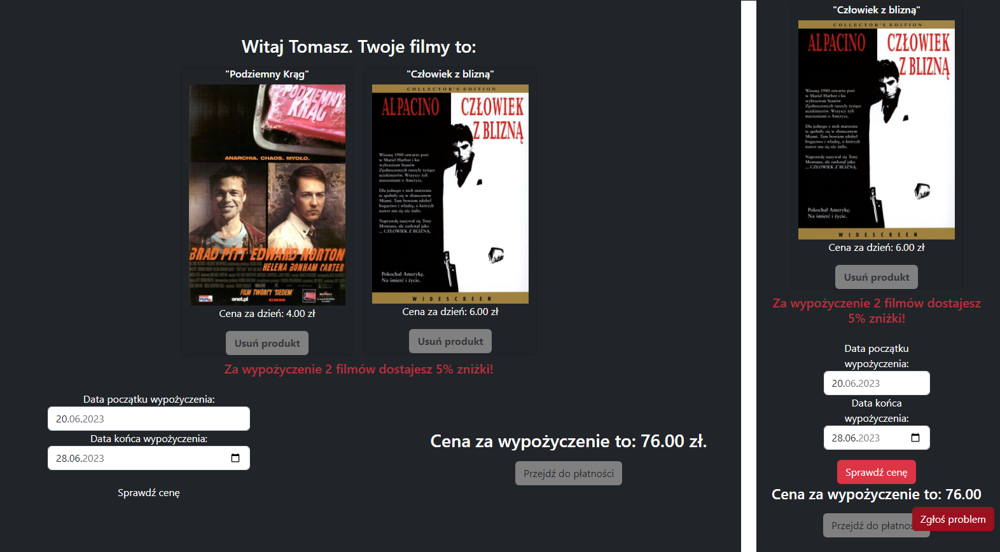 Witaj Tomasz. Twoje filmy to:
"Podziemny Krąg"
PODZIEMNY
KRĄG
ANARCHIA. CHAOS. MYDŁO.
BRAD PITT EDWARD NORTON
HELENA BONHAM CARTER
FILM TWÓRCY 'SIEDEM'
onet.pl
Cena za dzień: 4.00 zł
Usuń produkt
"Człowiek z blizną"
COLLECTOR'S EDITION
AL PACINO
CZŁOWIEK
Z BLIZNĄ
Wiosną 1980 otwarto port
w Mariel Harbor i ku
wybrzeżom Stanów
Zjednoczonych ruszyły tysiące
uciekinierów. Wszyscy żyli
marzeniami o Ameryce.
Dla jednego z nich marzenia
te spełniły się w słonecznym
Miami. Tam bowiem zdobył
bogactwo i władzę, o których
nawet mu się nie śniło.
Naprawdę nazywał się Tony
Montana, ale zasłynął jako
... CZŁOWIEK Z BLIZNĄ.
Pokochał Amerykę.
Na śmierć i życie.
WIDESCREEN
Cena za dzień: 6.00 zł
Usuń produkt
Za wypożyczenie 2 filmów dostajesz 5% zniżki!
Data początku wypożyczenia:
20.06.2023
Data końca wypożyczenia:
28.06.2023
Sprawdź cenę
Cena za wypożyczenie to: 76.00 zł.
Przejdź do płatności
"Człowiek z blizną"
COLLECTOR'S EDITION
AL PACINO
CZŁOWIEK
Z BLIZNĄ
Wiosną 1980 otwarto port
w Mariel Harbor i ku
wybrzeżom Stanów
Zjednoczonych ruszyły tysiące
uciekinierów. Wszyscy żyli
marzeniami o Ameryce.
Dla jednego z nich marzenia
te spełniły się w słonecznym
Miami. Tam bowiem zdobył
bogactwo i władzę, o których
nawet mu się nie śniło.
Naprawdę nazywał się Tony
Montana, ale zasłynął jako
... CZŁOWIEK Z BLIZNĄ.
Pokochał Amerykę.
Na śmierć i życie.
WIDESCREEN
Cena za dzień: 6.00 zł
Usuń produkt
Za wypożyczenie 2 filmów dostajesz
5% zniżki!
Data początku
wypożyczenia:
20.06.2023
Data końca
wypożyczenia:
28.06.2023
Sprawdź cenę
Cena za wypożyczenie to: 76.00
Przejdź do płatnoś
Zgłoś problem